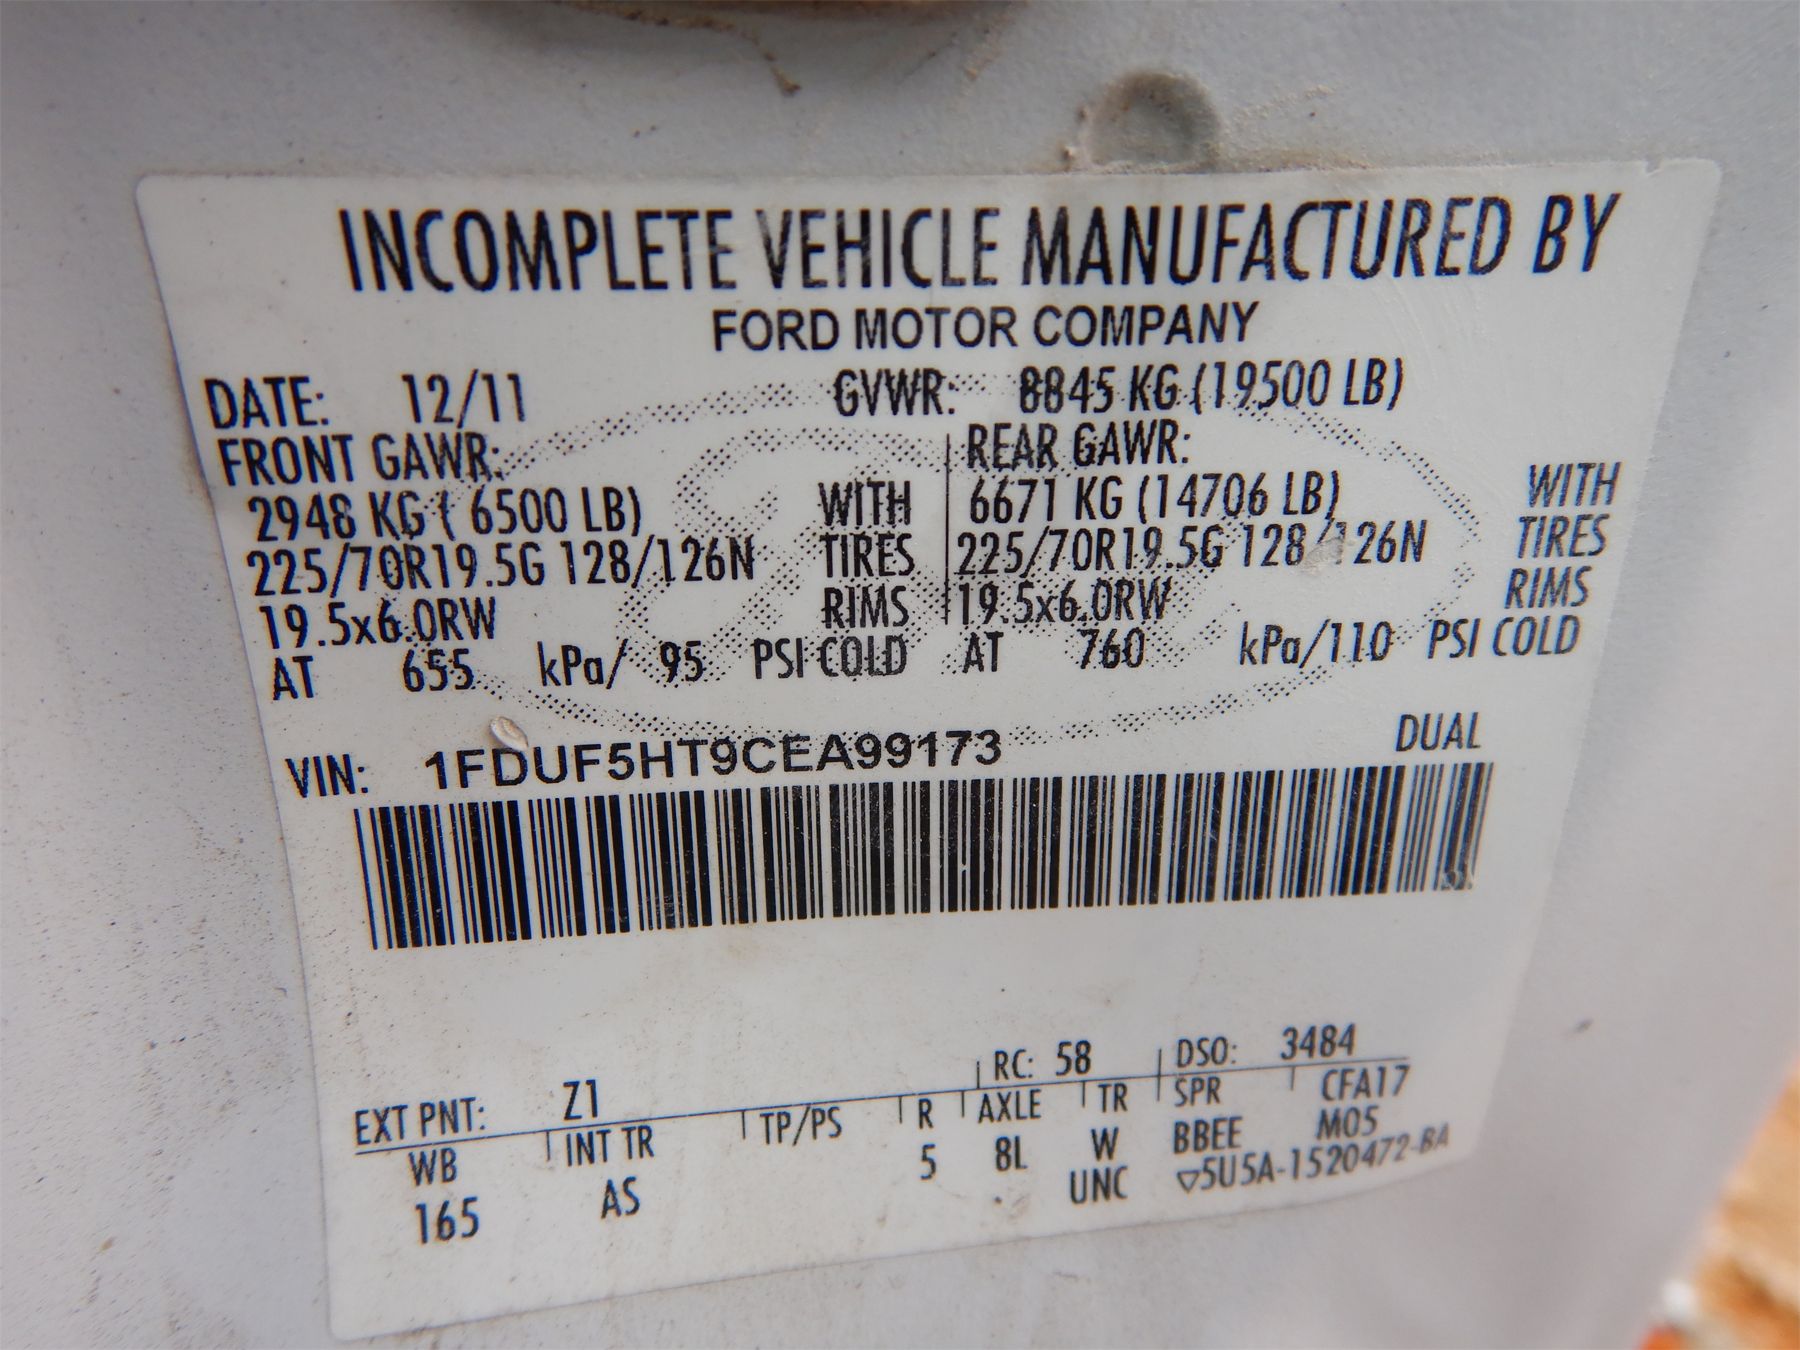 INCOMPLETE VEHICLE MANUFACTURED BY
FORD MOTOR COMPANY
DATE: 12/11 GVWR: 8845 KG (19500 LB)
FRONT GAWR: REAR GAWR:
2948 KG ( 6500 LB) WITH 6671 KG (14706 LB) WITH
225/70R19.5G 128/126N TIRES 225/70R19.5G 128/126N TIRES
19.5x6.0RW RIMS 19.5x6.0RW RIMS
AT 655 kPa/ 95 PSI COLD AT 760 kPa/110 PSI COLD
VIN: 1FDUF5HT9CEA99173 DUAL
RC: 58 DSO: 3484
EXT PNT: Z1
WB INT TR TP/PS R AXLE TR SPR CFA17
165 AS 5 8L W BBEE M05
UNC ▽5U5A-1520472-BA